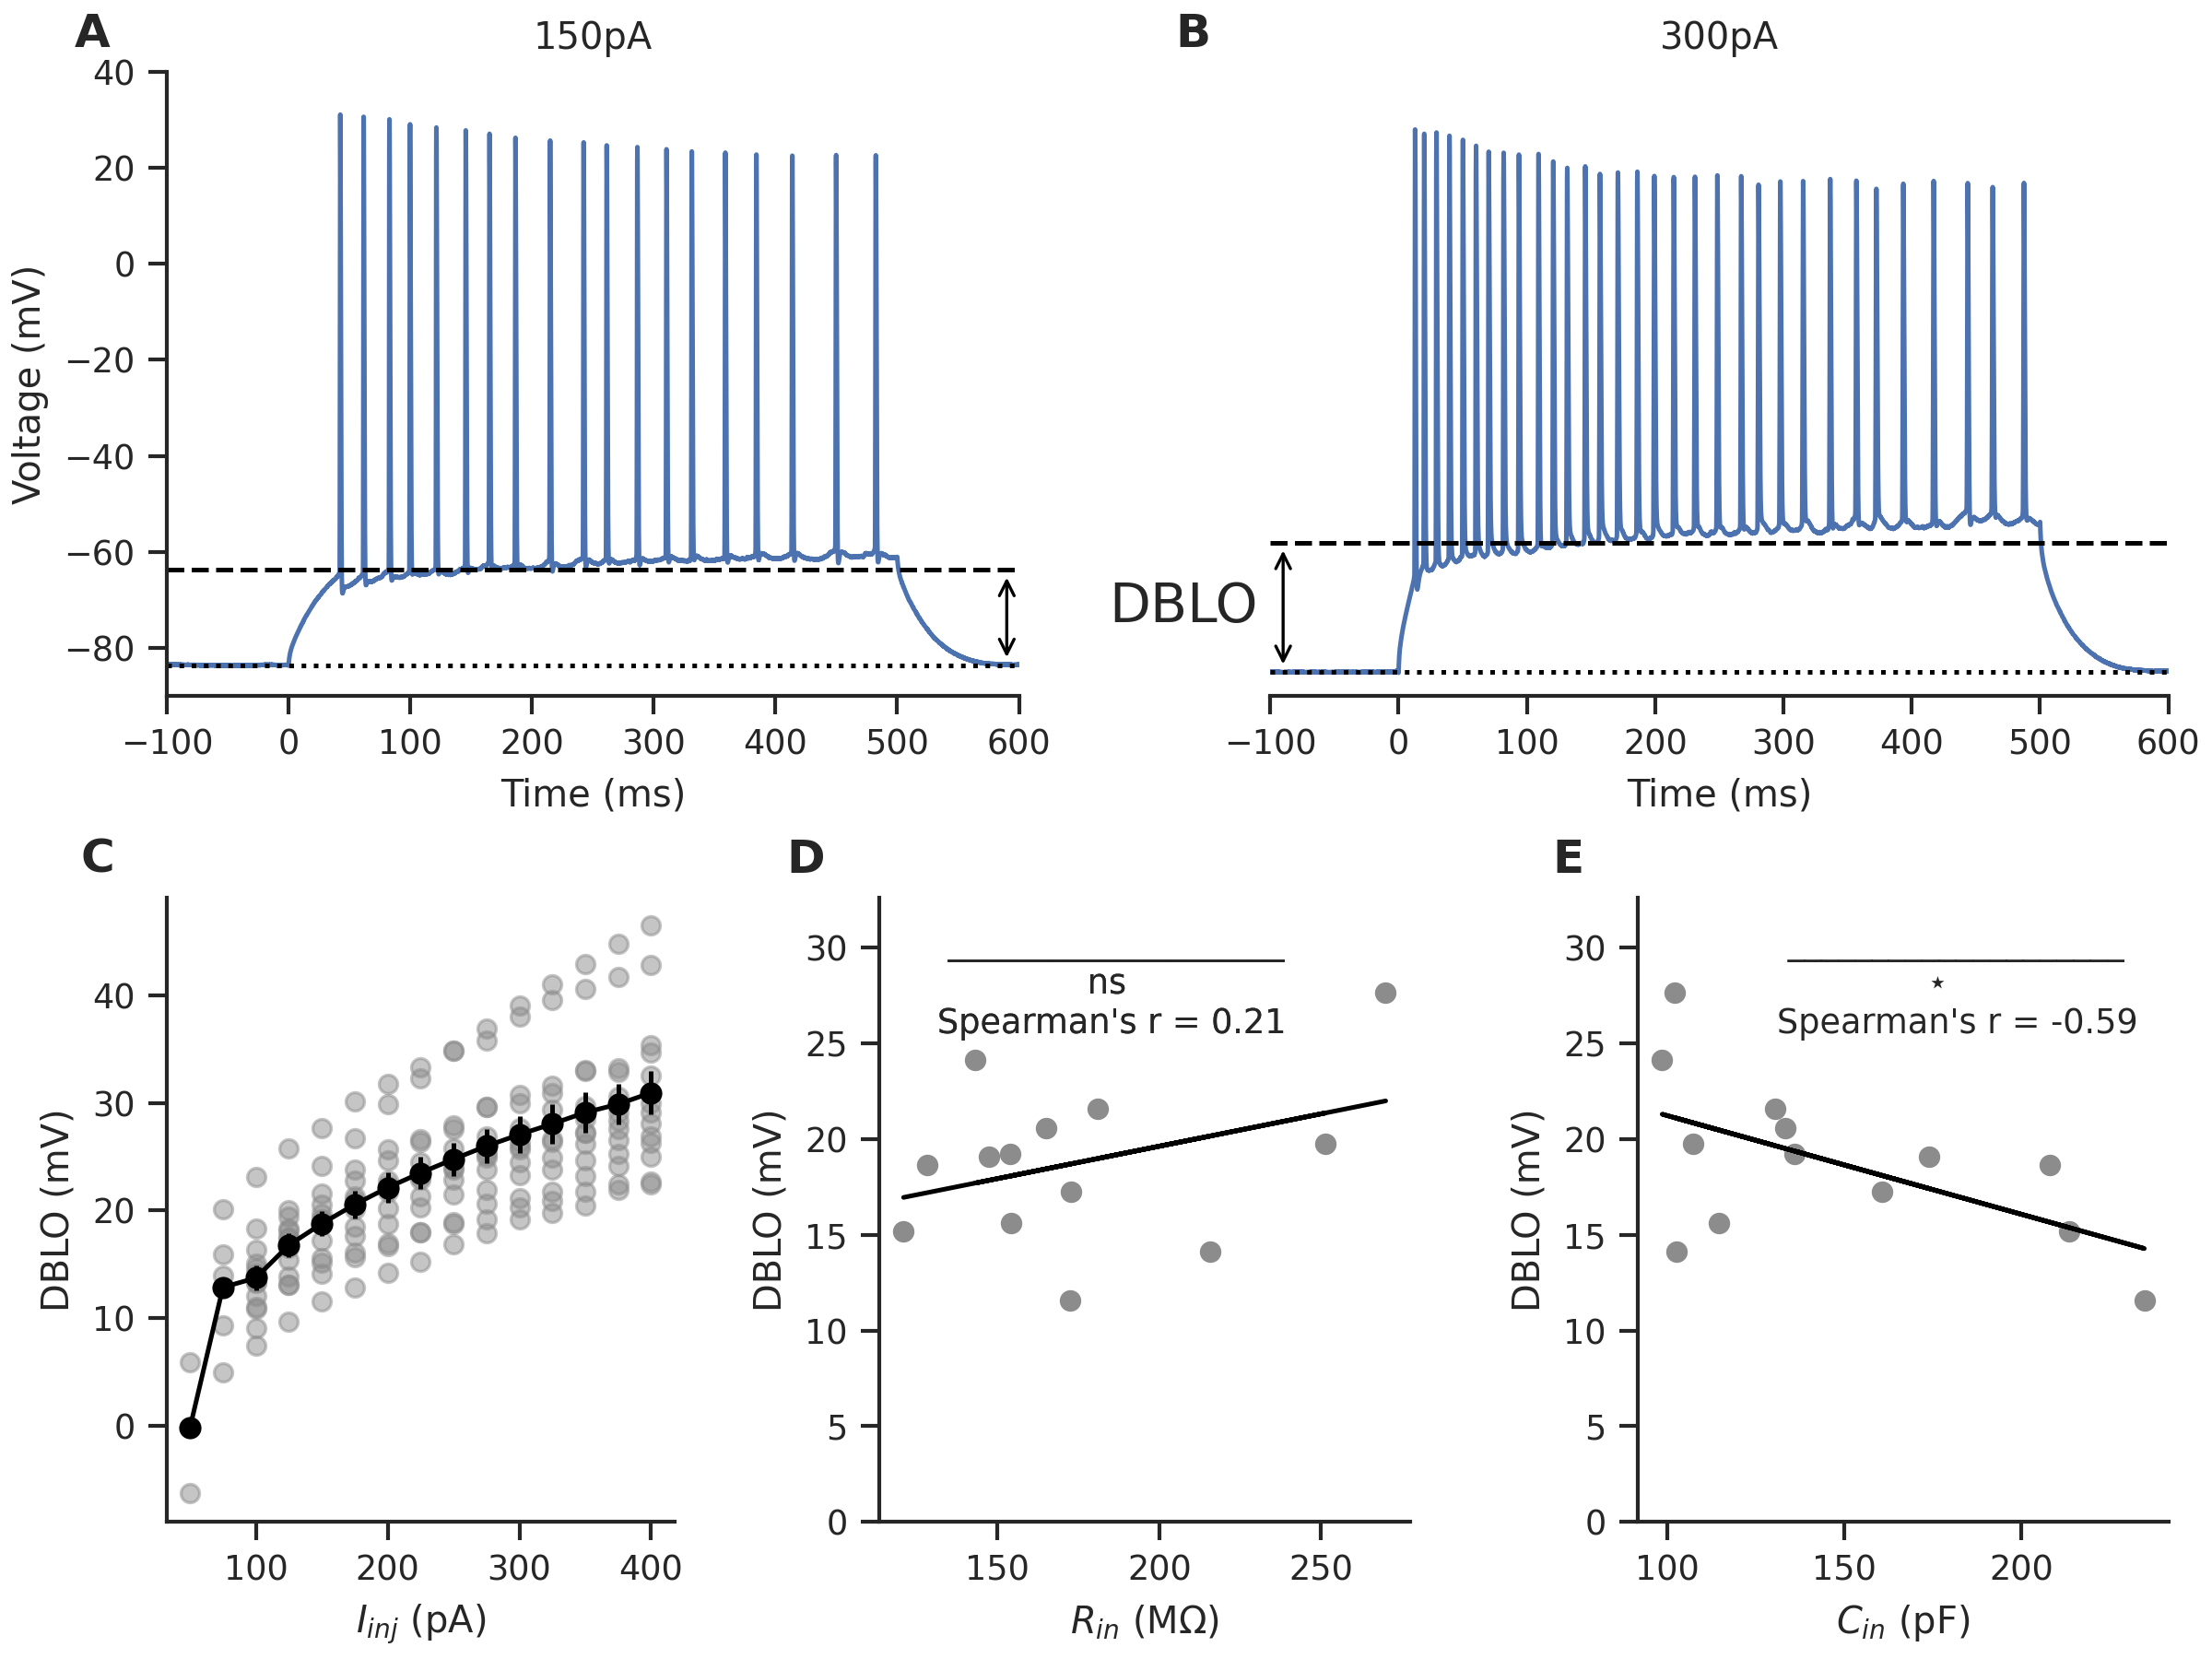 A
150pA
B
300pA
40
20
0
−20
−40
−60
−80
Voltage (mV)
DBLO
−100 0 100 200 300 400 500 600
−100 0 100 200 300 400 500 600
Time (ms)
Time (ms)
C
D
E
40
30
20
10
0
DBLO (mV)
100 200 300 400
I_inj (pA)
30
25
20
15
10
5
0
DBLO (mV)
ns
Spearman's r = 0.21
150 200 250
R_in (MΩ)
30
25
20
15
10
5
0
DBLO (mV)
⋆
Spearman's r = -0.59
100 150 200
C_in (pF)